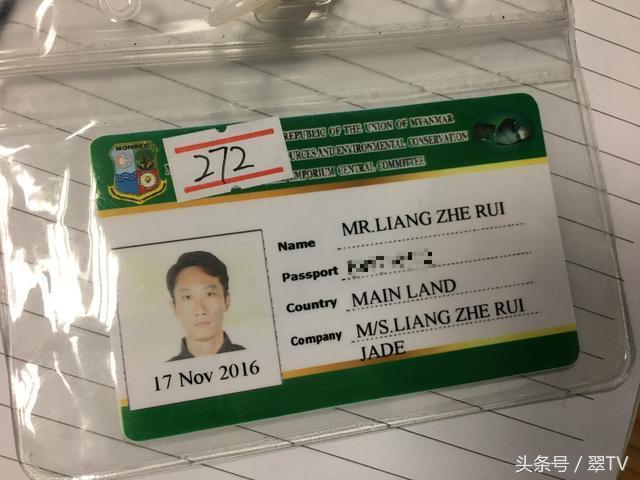 MONREC
REPUBLIC OF THE UNION OF MYANMAR
272
URCES AND ENVIRONMENTAL CONSERVATION
EMPORIUM CENTRAL COMMITTEE
Name MR.LIANG ZHE RUI
Passport
Country MAIN LAND
Company M/S.LIANG ZHE RUI
JADE
17 Nov 2016
头条号 / 翠TV